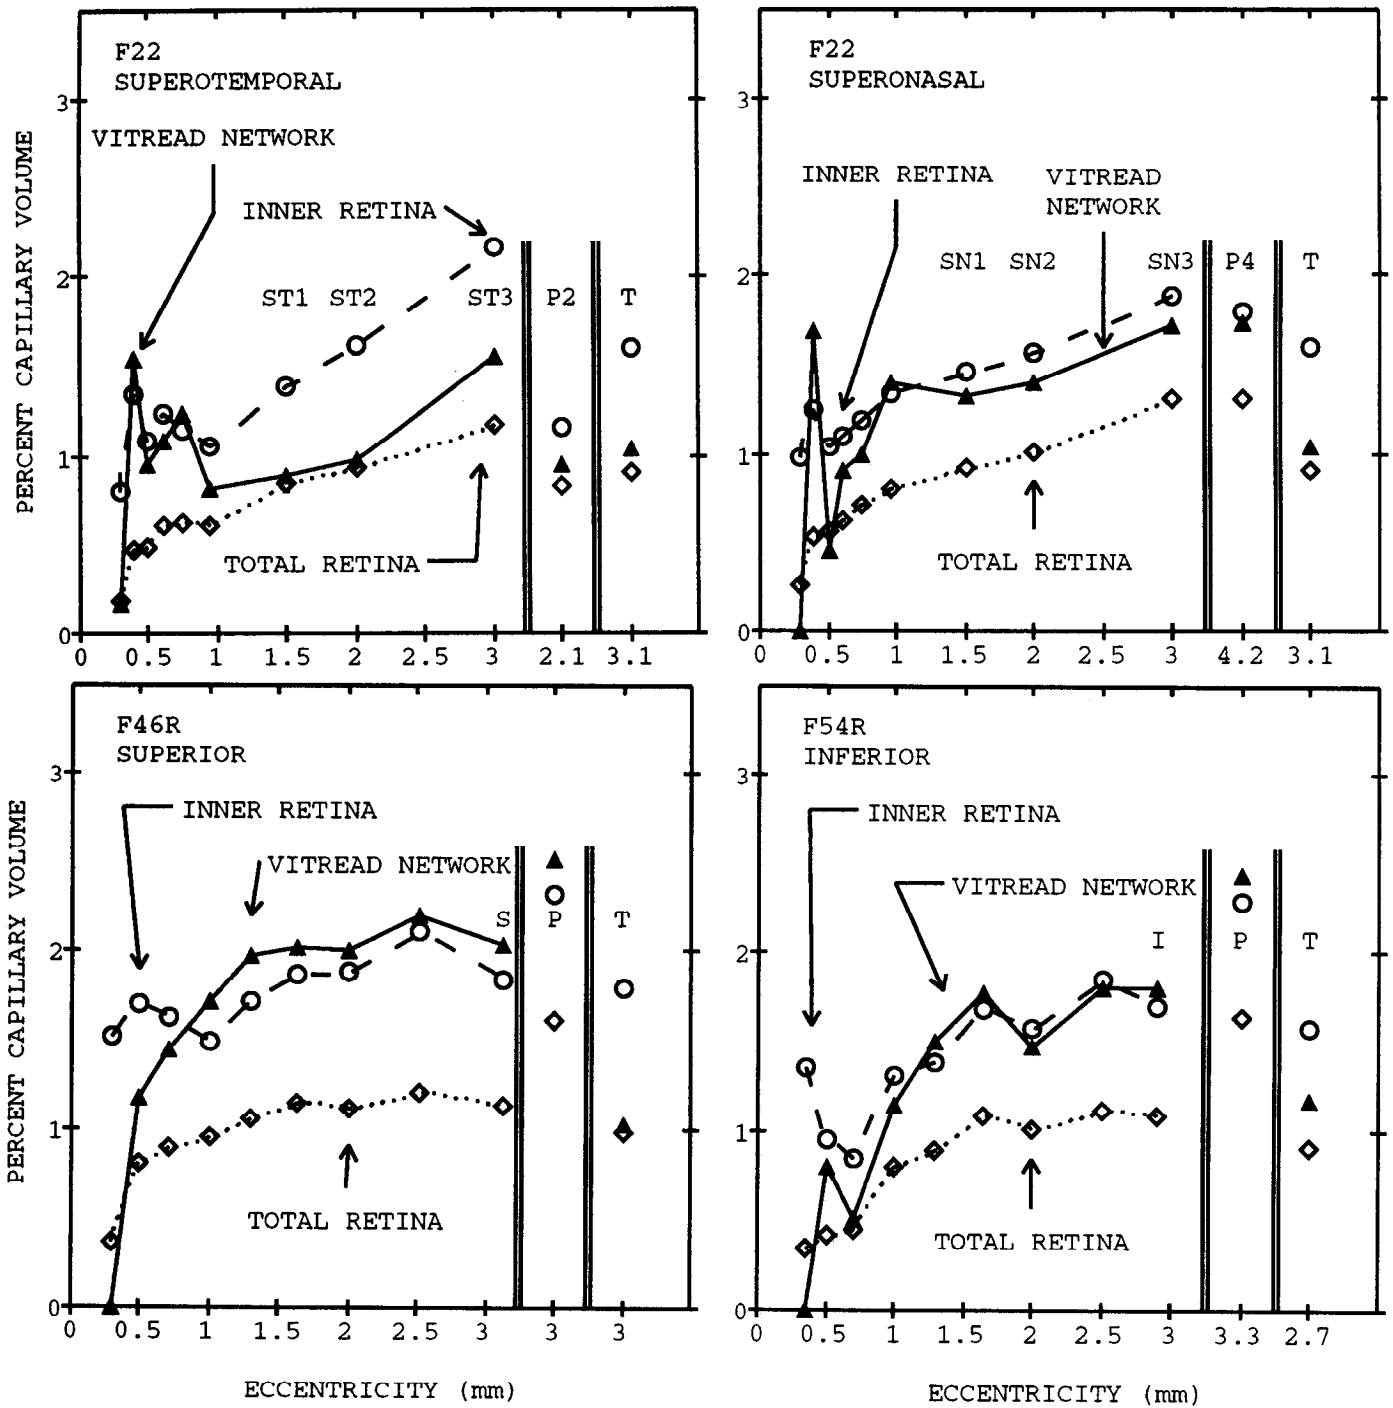 F22
SUPEROTEMPORAL
3
VITREAD NETWORK
INNER RETINA
2
ST1 ST2 ST3 P2 T
1
TOTAL RETINA
0
0 0.5 1 1.5 2 2.5 3 2.1 3.1
PERCENT CAPILLARY VOLUME
F22
SUPERONASAL
3
INNER RETINA
VITREAD
NETWORK
SN1 SN2 SN3 P4 T
2
1
TOTAL RETINA
0
0 0.5 1 1.5 2 2.5 3 4.2 3.1
F46R
SUPERIOR
3
INNER RETINA
VITREAD NETWORK
S P T
2
1
TOTAL RETINA
0
0 0.5 1 1.5 2 2.5 3 3 3
PERCENT CAPILLARY VOLUME
ECCENTRICITY (mm)
F54R
INFERIOR
3
INNER RETINA
VITREAD NETWORK
I P T
2
1
TOTAL RETINA
0
0 0.5 1 1.5 2 2.5 3 3.3 2.7
ECCENTRICITY (mm)